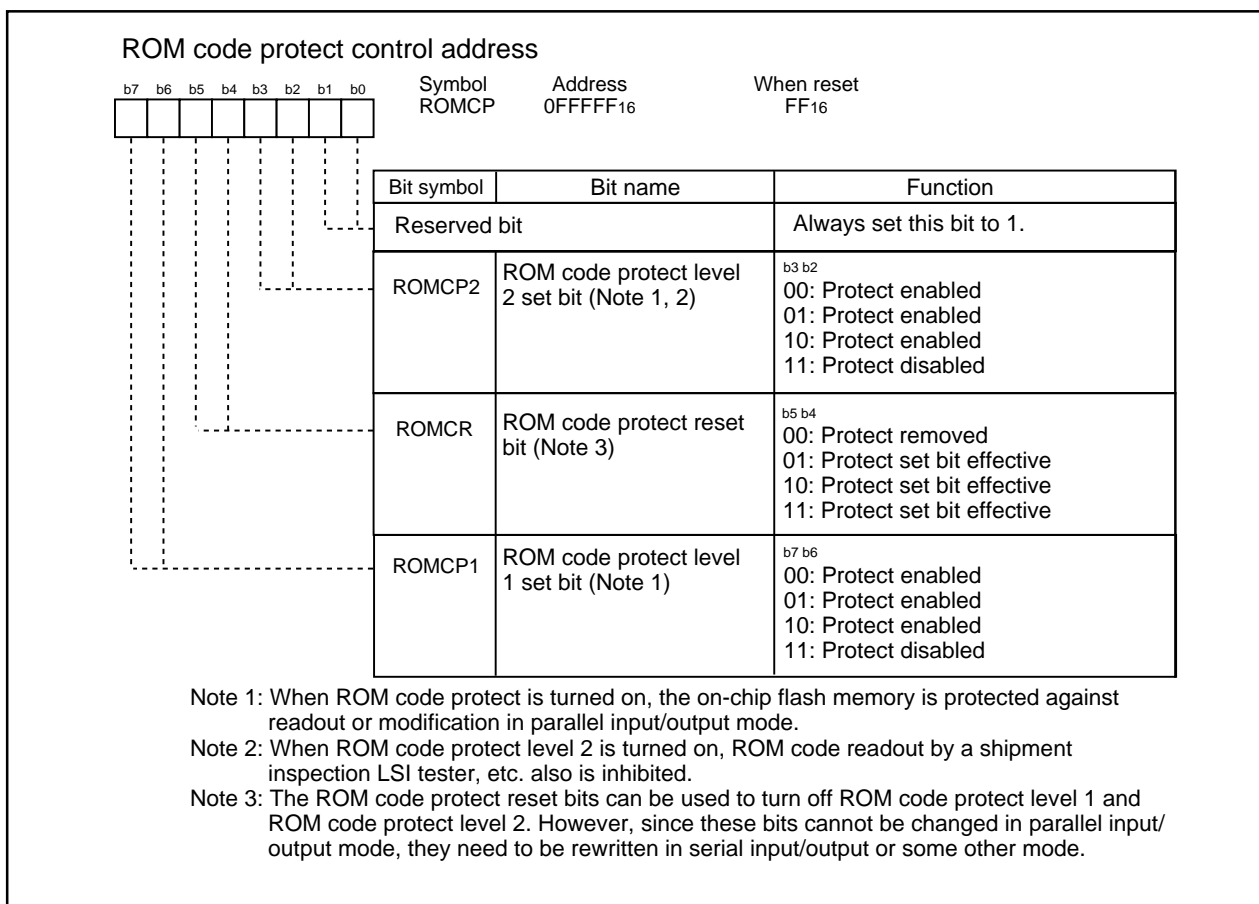 ROM code protect control address
b7 b6 b5 b4 b3 b2 b1 b0
Symbol Address When reset
ROMCP 0FFFFF16 FF16
Bit symbol Bit name Function
Reserved bit Always set this bit to 1.
ROMCP2
ROM code protect level
2 set bit (Note 1, 2)
b3 b2
00: Protect enabled
01: Protect enabled
10: Protect enabled
11: Protect disabled
ROMCR
ROM code protect reset
bit (Note 3)
b5 b4
00: Protect removed
01: Protect set bit effective
10: Protect set bit effective
11: Protect set bit effective
ROMCP1
ROM code protect level
1 set bit (Note 1)
b7 b6
00: Protect enabled
01: Protect enabled
10: Protect enabled
11: Protect disabled
Note 1: When ROM code protect is turned on, the on-chip flash memory is protected against
readout or modification in parallel input/output mode.
Note 2: When ROM code protect level 2 is turned on, ROM code readout by a shipment
inspection LSI tester, etc. also is inhibited.
Note 3: The ROM code protect reset bits can be used to turn off ROM code protect level 1 and
ROM code protect level 2. However, since these bits cannot be changed in parallel input/
output mode, they need to be rewritten in serial input/output or some other mode.